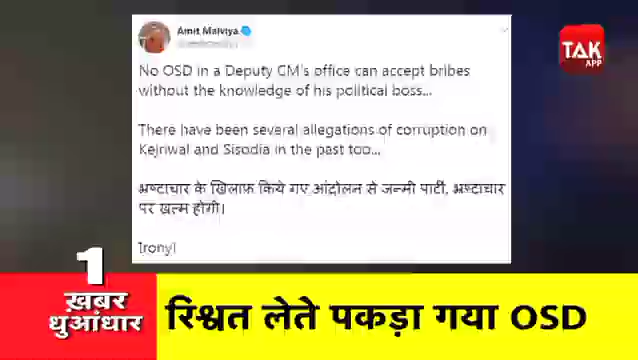 Amit Malviya
TAK
APP
No OSD in a Deputy CM's office can accept bribes
without the knowledge of his political boss...
There have been several allegations of corruption on
Kejriwal and Sisodia in the past too...
भ्रष्टाचार के खिलाफ़ किये गए आंदोलन से जन्मी पार्टी, भ्रष्टाचार
पर ख़त्म होगी।
Irony!
1
ख़बर
धुआंधार
रिश्वत लेते पकड़ा गया OSD